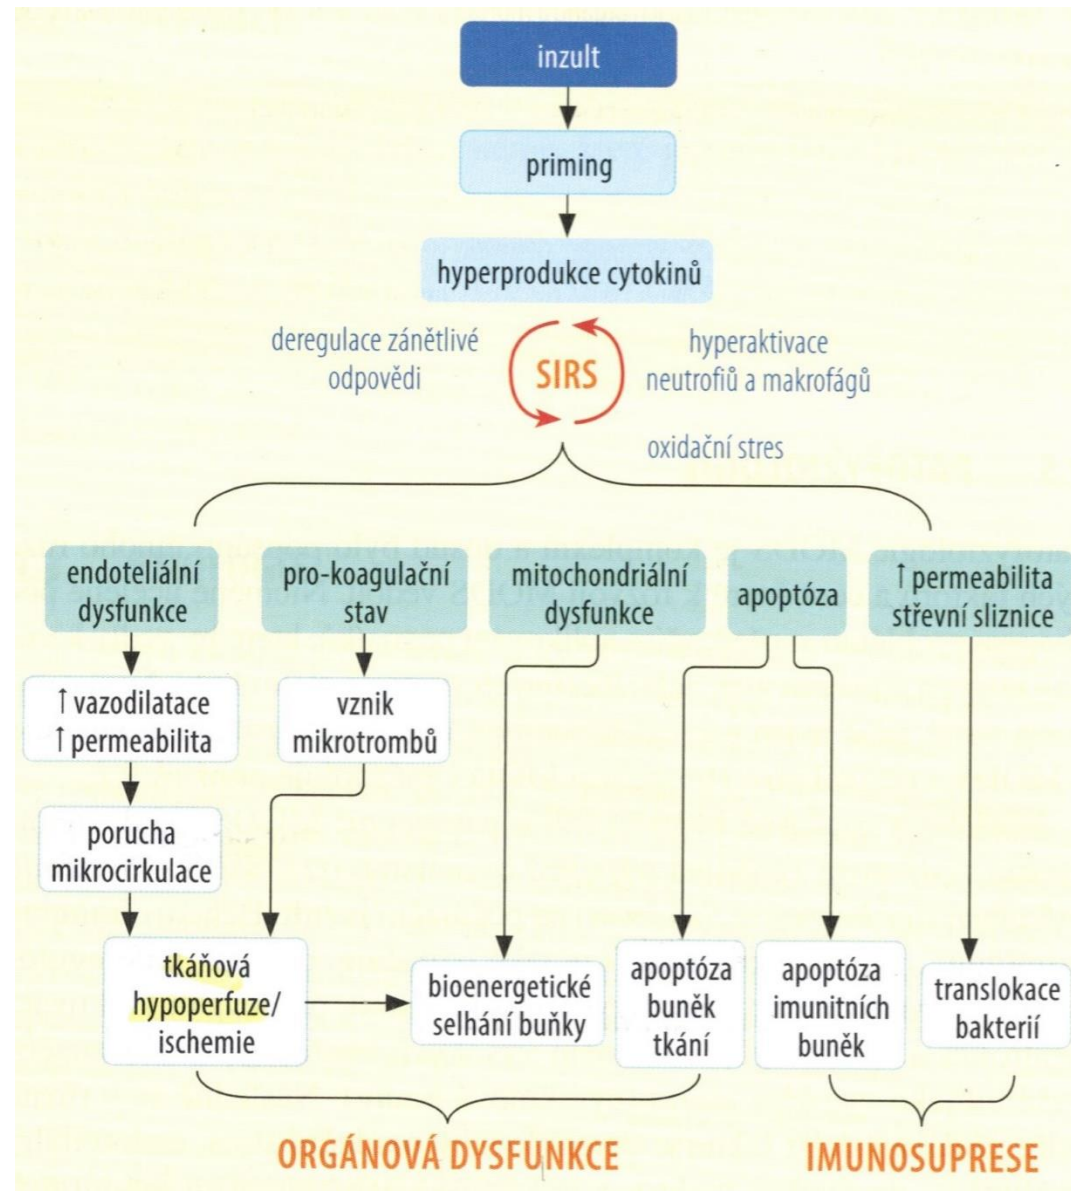 inzult
priming
hyperprodukce cytokinů
deregulace zánětlivé
odpovědi
SIRS
hyperaktivace
neutrofiů a makrofágů
oxidační stres
endoteliální
dysfunkce
pro-koagulační
stav
mitochondriální
dysfunkce
apoptóza
↑ permeabilita
střevní sliznice
↑ vazodilatace
↑ permeabilita
vznik
mikrotrombů
porucha
mikrocirkulace
tkáňová
hypoperfuze/
ischemie
bioenergetické
selhání buňky
apoptóza
buněk
tkání
apoptóza
imunitních
buněk
translokace
bakterií
ORGÁNOVÁ DYSFUNKCE
IMUNOSUPRESE